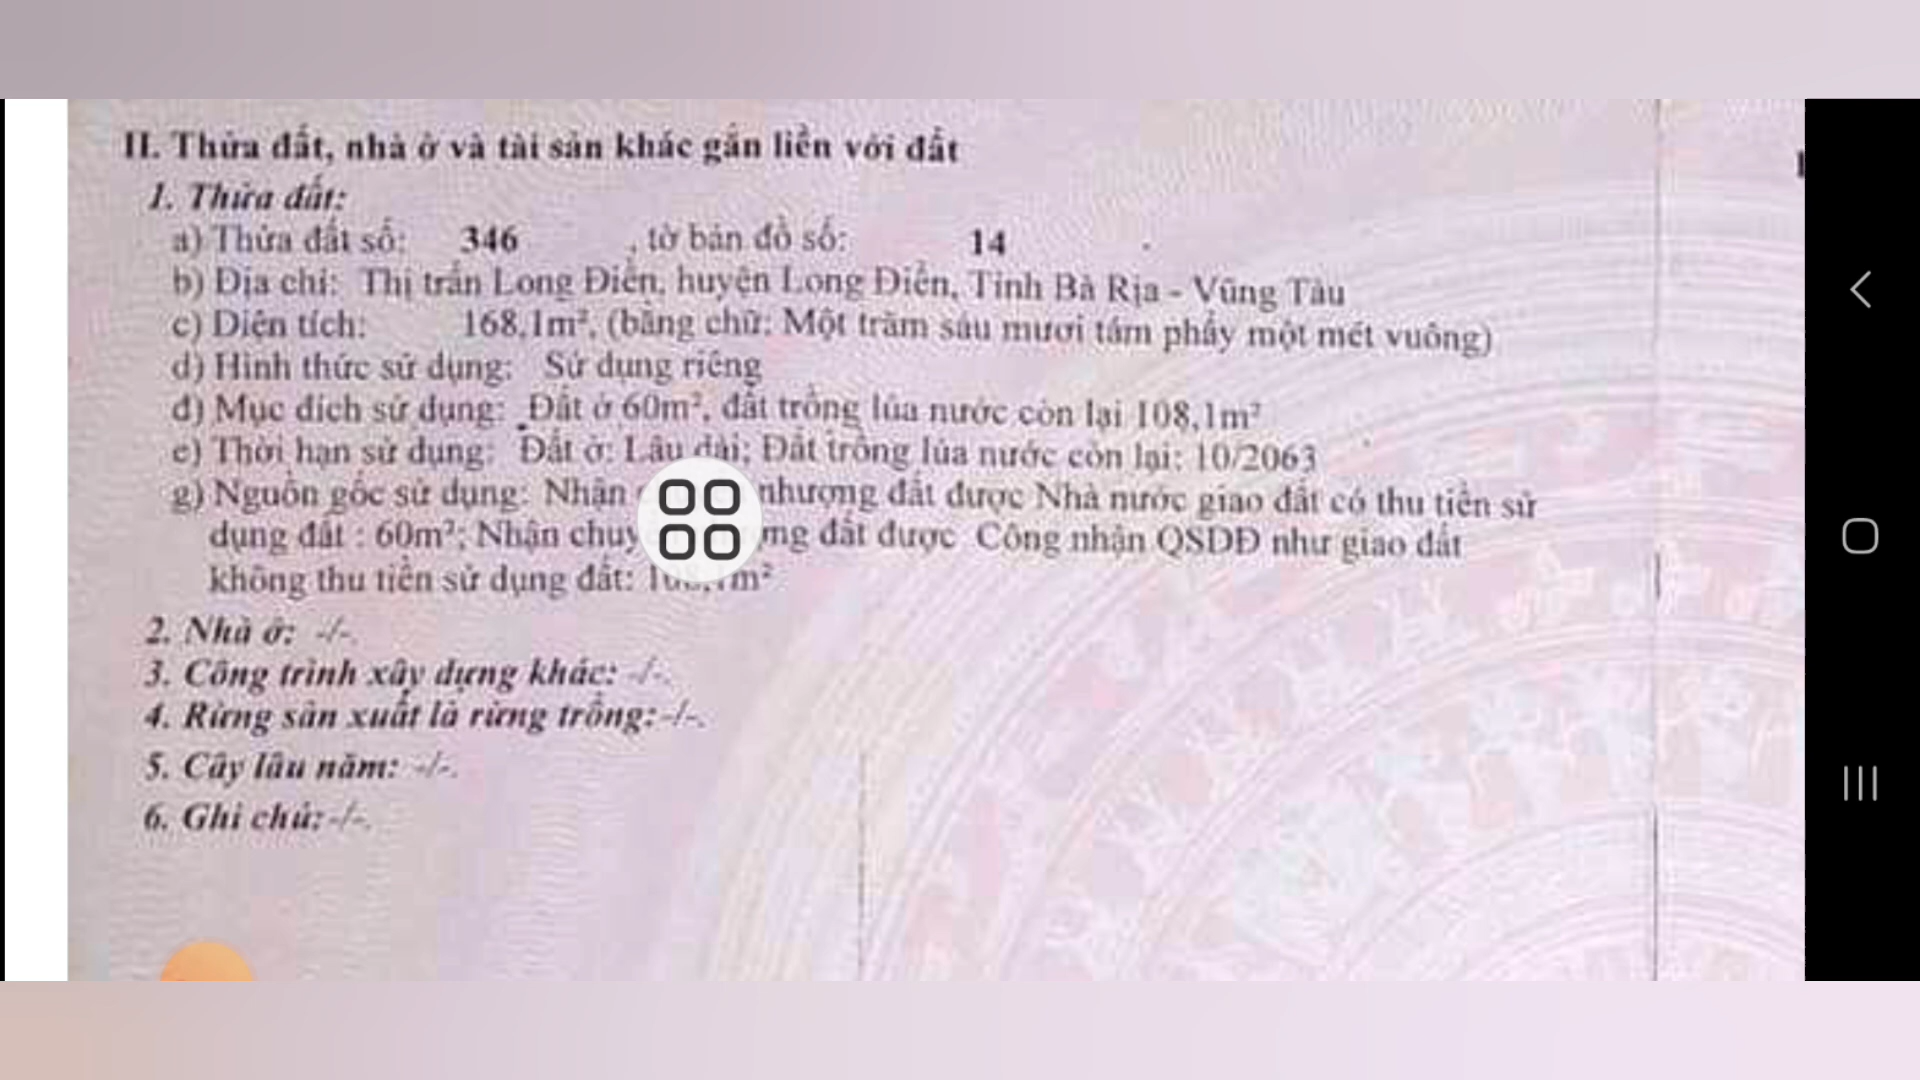 II. Thửa đất, nhà ở và tài sản khác gắn liền với đất
1. Thửa đất:
a) Thửa đất số: 346 , tờ bản đồ số: 14
b) Địa chỉ: Thị trấn Long Điền, huyện Long Điền, Tỉnh Bà Rịa - Vũng Tàu
c) Diện tích: 168,1m², (bằng chữ: Một trăm sáu mươi tám phẩy một mét vuông)
d) Hình thức sử dụng: Sử dụng riêng
đ) Mục đích sử dụng: Đất ở 60m², đất trồng lúa nước còn lại 108,1m²
e) Thời hạn sử dụng: Đất ở: Lâu dài; Đất trồng lúa nước còn lại: 10/2063
g) Nguồn gốc sử dụng: Nhận nhượng đất được Nhà nước giao đất có thu tiền sử
dụng đất : 60m²; Nhận đất được Công nhận QSDĐ như giao đất
không thu tiền sử dụng đất:
2. Nhà ở: -/-.
3. Công trình xây dựng khác: -/-.
4. Rừng sản xuất là rừng trồng: -/-.
5. Cây lâu năm: -/-.
6. Ghi chú: -/-.